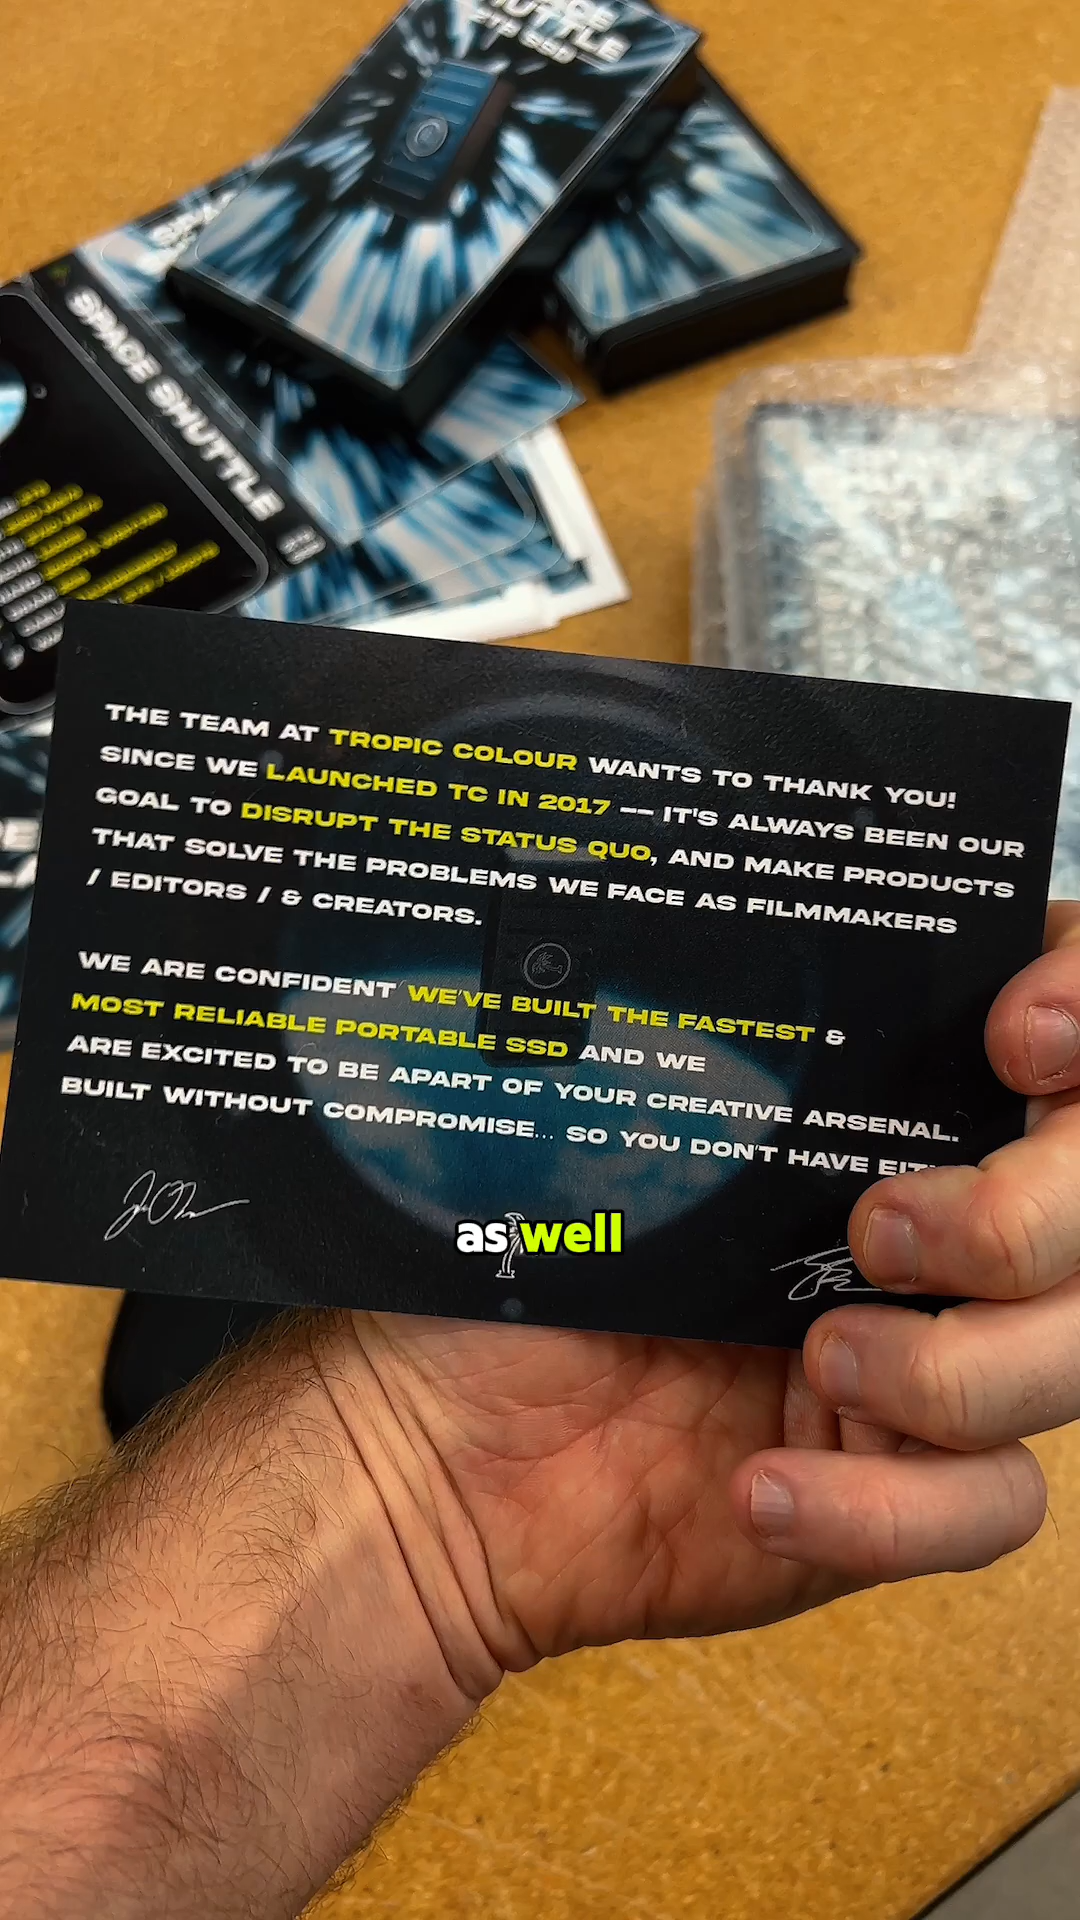 SHUTTLE
SSD
SPACE SHUTTLE
THE TEAM AT TROPIC COLOUR WANTS TO THANK YOU!
SINCE WE LAUNCHED TC IN 2017 -- IT'S ALWAYS BEEN OUR
GOAL TO DISRUPT THE STATUS QUO, AND MAKE PRODUCTS
THAT SOLVE THE PROBLEMS WE FACE AS FILMMAKERS
/ EDITORS / & CREATORS.
WE ARE CONFIDENT WE'VE BUILT THE FASTEST &
MOST RELIABLE PORTABLE SSD AND WE
ARE EXCITED TO BE APART OF YOUR CREATIVE ARSENAL.
BUILT WITHOUT COMPROMISE... SO YOU DON'T HAVE
as well